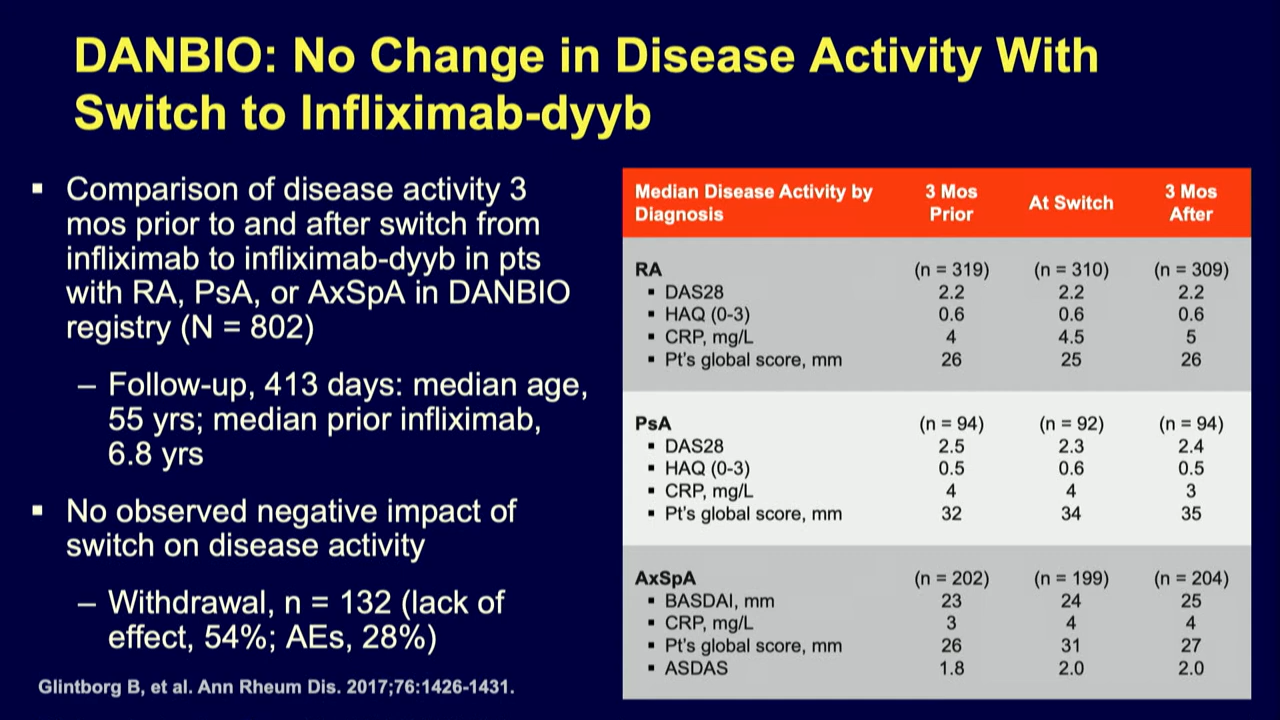 DANBIO: No Change in Disease Activity With
Switch to Infliximab-dyyb
▪ Comparison of disease activity 3
mos prior to and after switch from
infliximab to infliximab-dyyb in pts
with RA, PsA, or AxSpA in DANBIO
registry (N = 802)
– Follow-up, 413 days: median age,
55 yrs; median prior infliximab,
6.8 yrs
▪ No observed negative impact of
switch on disease activity
– Withdrawal, n = 132 (lack of
effect, 54%; AEs, 28%)
Glintborg B, et al. Ann Rheum Dis. 2017;76:1426-1431.
Median Disease Activity by Diagnosis 3 Mos Prior At Switch 3 Mos After
RA (n = 319) (n = 310) (n = 309)
▪ DAS28 2.2 2.2 2.2
▪ HAQ (0-3) 0.6 0.6 0.6
▪ CRP, mg/L 4 4.5 5
▪ Pt's global score, mm 26 25 26
PsA (n = 94) (n = 92) (n = 94)
▪ DAS28 2.5 2.3 2.4
▪ HAQ (0-3) 0.5 0.6 0.5
▪ CRP, mg/L 4 4 3
▪ Pt's global score, mm 32 34 35
AxSpA (n = 202) (n = 199) (n = 204)
▪ BASDAI, mm 23 24 25
▪ CRP, mg/L 3 4 4
▪ Pt's global score, mm 26 31 27
▪ ASDAS 1.8 2.0 2.0